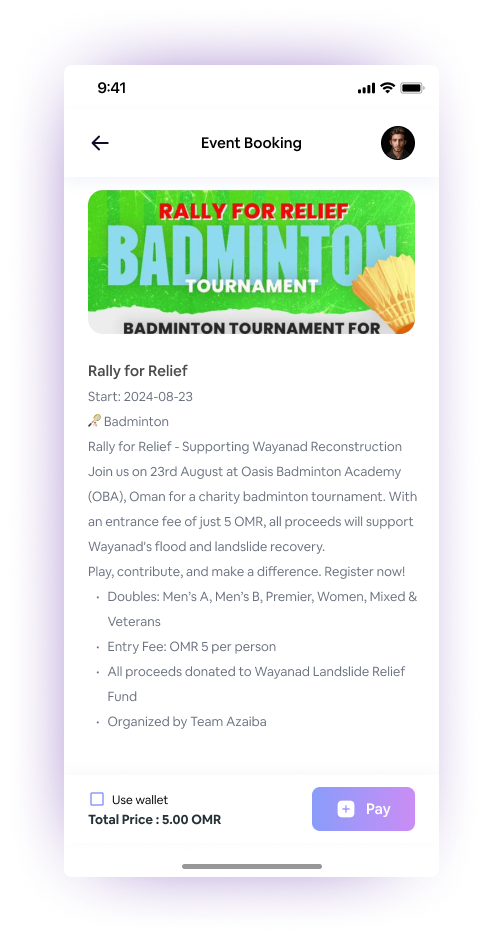 9:41
Event Booking
RALLY FOR RELIEF
BADMINTON
TOURNAMENT
BADMINTON TOURNAMENT FOR
Rally for Relief
Start: 2024-08-23
Badminton
Rally for Relief - Supporting Wayanad Reconstruction
Join us on 23rd August at Oasis Badminton Academy
(OBA), Oman for a charity badminton tournament. With
an entrance fee of just 5 OMR, all proceeds will support
Wayanad's flood and landslide recovery.
Play, contribute, and make a difference. Register now!
• Doubles: Men's A, Men's B, Premier, Women, Mixed &
Veterans
• Entry Fee: OMR 5 per person
• All proceeds donated to Wayanad Landslide Relief
Fund
• Organized by Team Azaiba
Use wallet
Total Price : 5.00 OMR
Pay